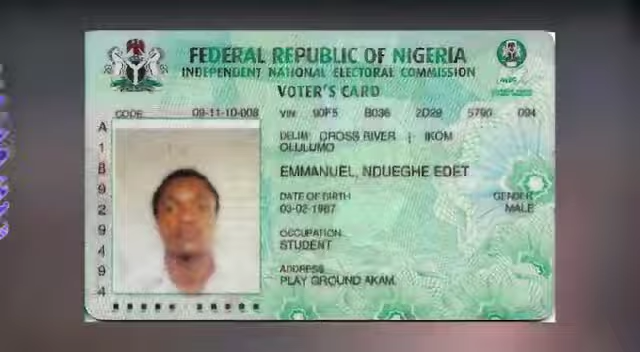 FEDERAL REPUBLIC OF NIGERIA
INDEPENDENT NATIONAL ELECTORAL COMMISSION
VOTER'S CARD
CODE 09-11-10-008 VIN 90F5 B036 2D29 5790 094
DELIM CROSS RIVER | IKOM
OLULUMO
EMMANUEL, NDUEGHE EDET
DATE OF BIRTH GENDER
03-02-1987 MALE
OCCUPATION
STUDENT
ADDRESS
PLAY GROUND AKAM.